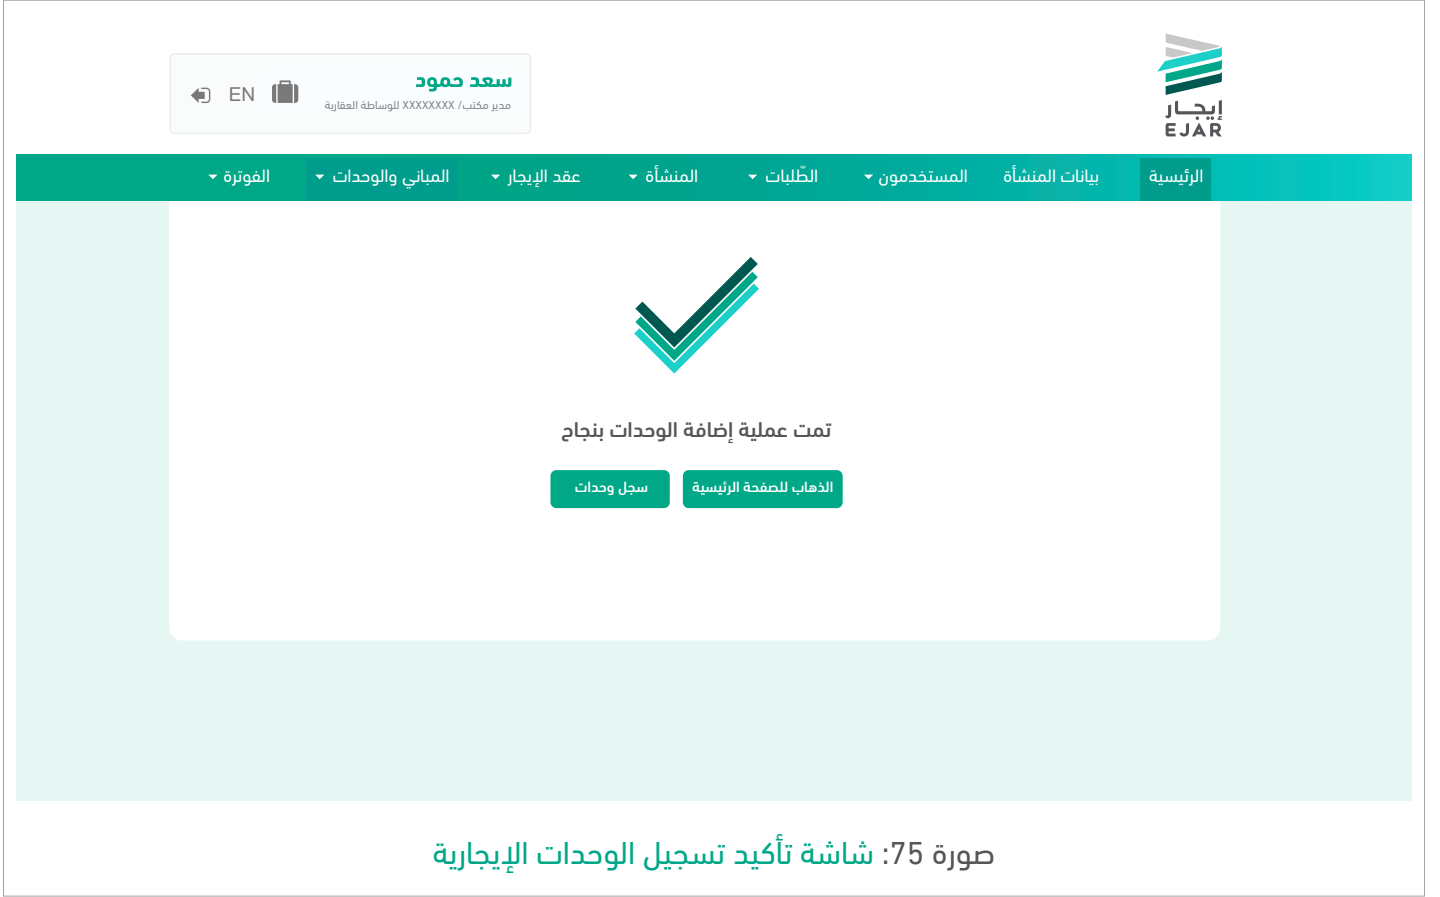 إيجار
EJAR
سعد حمود
مدير مكتب/ XXXXXXXX للوساطة العقارية
EN
الرئيسية
بيانات المنشأة
المستخدمون
الطّلبات
المنشأة
عقد الإيجار
المباني والوحدات
الفوترة
تمت عملية إضافة الوحدات بنجاح
الذهاب للصفحة الرئيسية
سجل وحدات
صورة 75: شاشة تأكيد تسجيل الوحدات الإيجارية